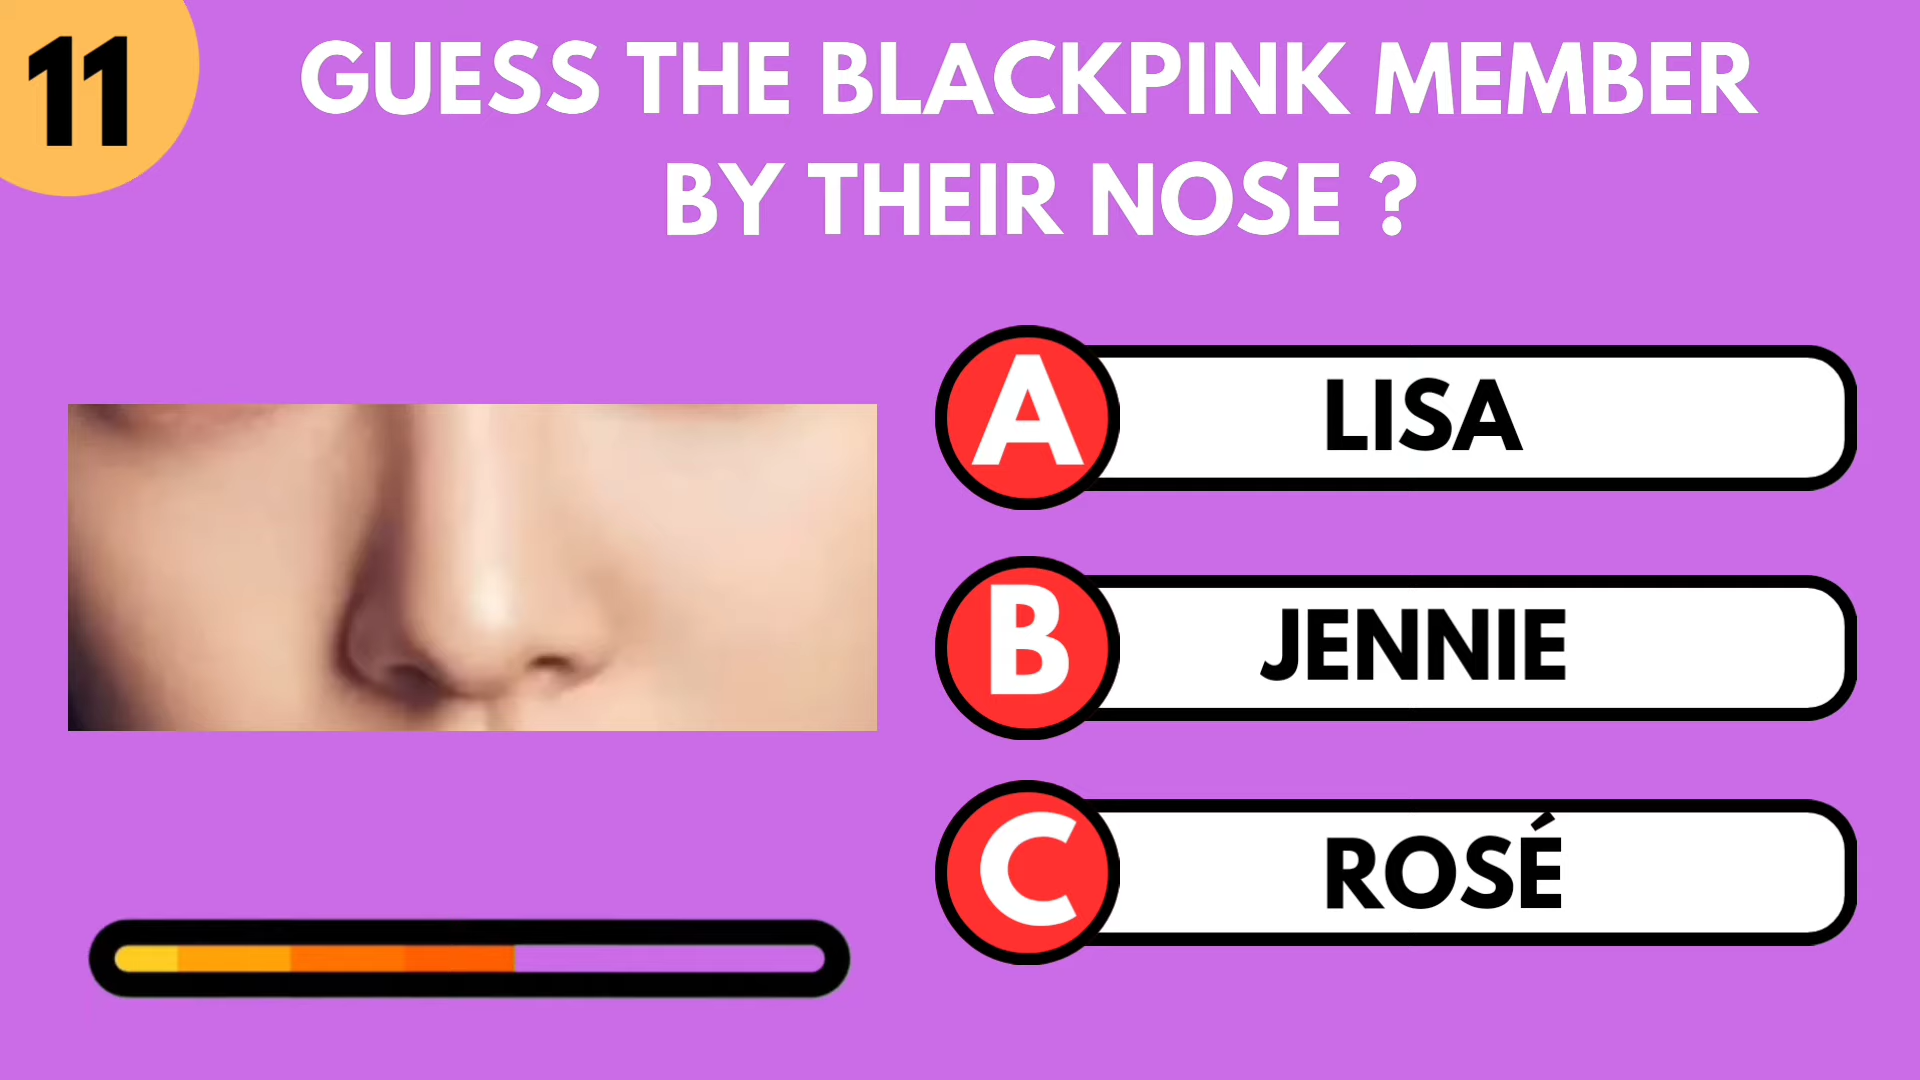 11
GUESS THE BLACKPINK MEMBER
BY THEIR NOSE ?
A LISA
B JENNIE
C ROSÉ